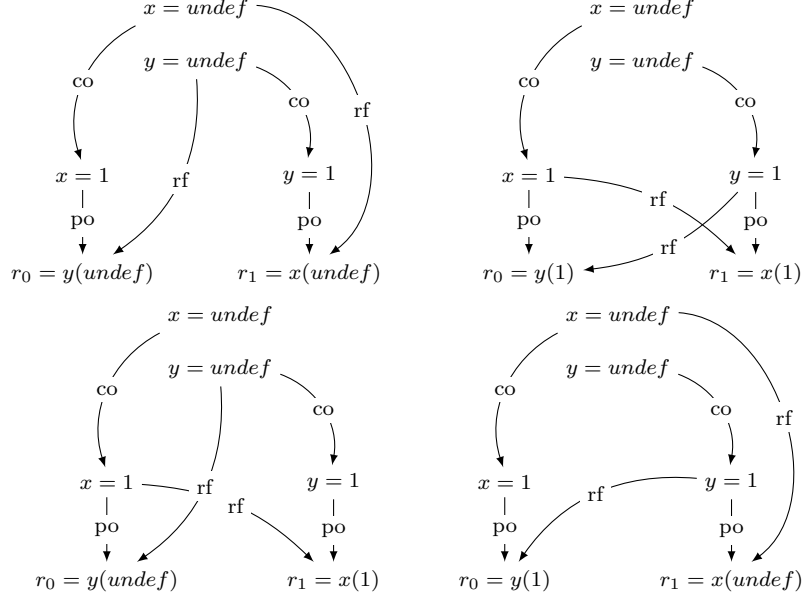 x = undef
y = undef
co
co
rf
x = 1
rf
y = 1
po
po
r0 = y(undef)
r1 = x(undef)
x = undef
y = undef
co
co
x = 1
y = 1
rf
po
po
rf
r0 = y(1)
r1 = x(1)
x = undef
y = undef
co
co
x = 1
rf
y = 1
rf
po
po
r0 = y(undef)
r1 = x(1)
x = undef
y = undef
co
co
rf
x = 1
rf
y = 1
po
po
r0 = y(1)
r1 = x(undef)